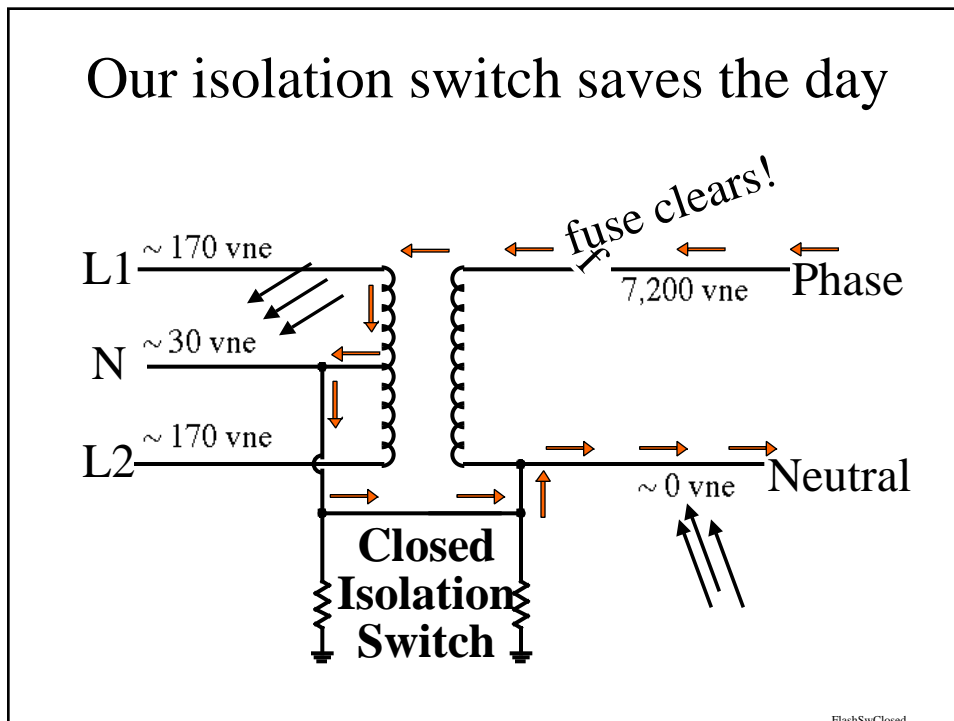 Our isolation switch saves the day
fuse clears!
L1 ~ 170 vne
7,200 vne Phase
N ~ 30 vne
L2 ~ 170 vne
~ 0 vne Neutral
Closed
Isolation
Switch
FlashSwClosed